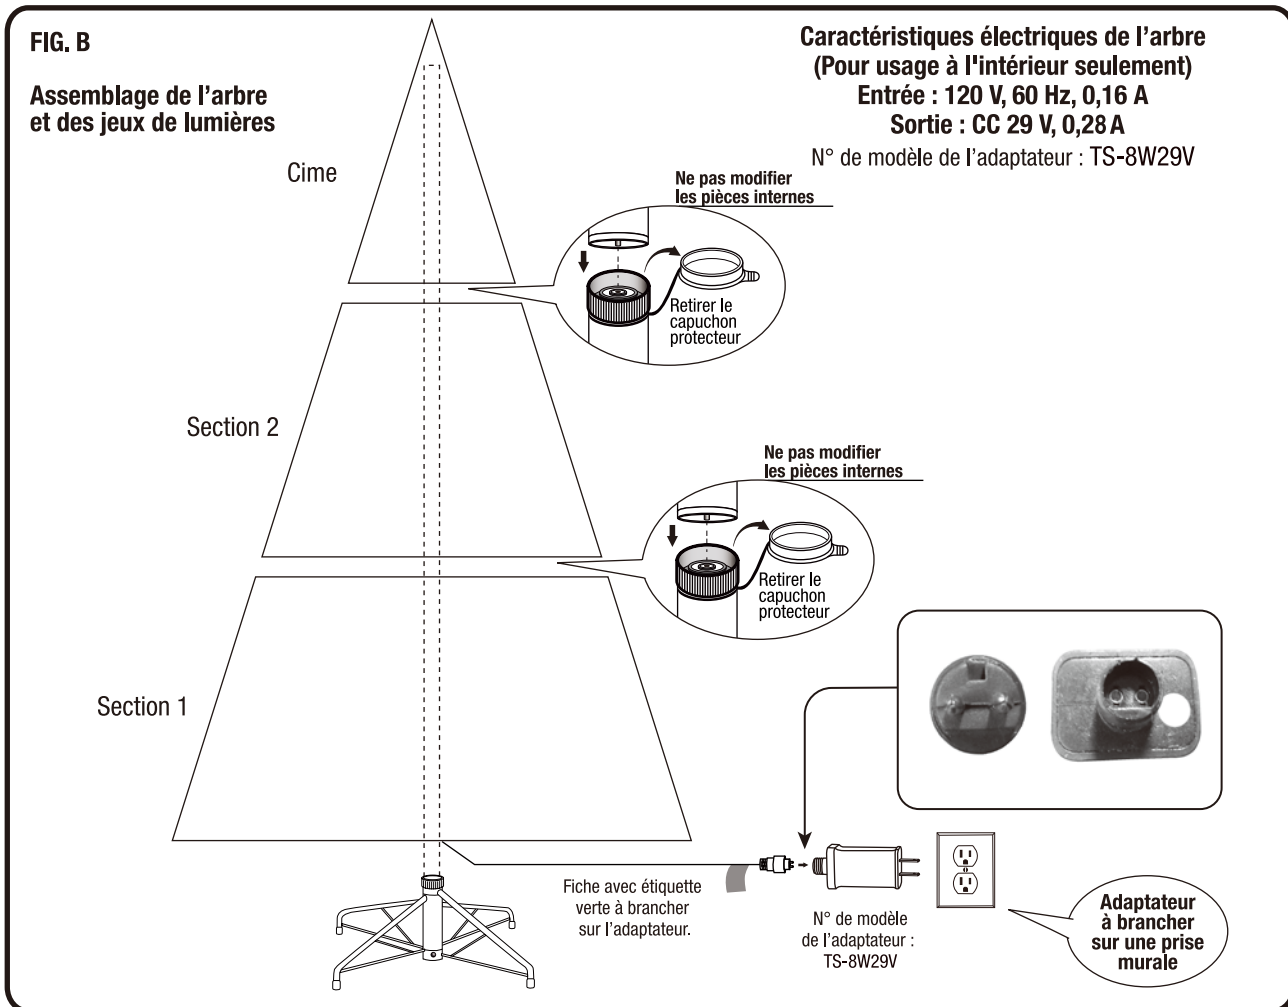 FIG. B
Assemblage de l'arbre
et des jeux de lumières
Caractéristiques électriques de l'arbre
(Pour usage à l'intérieur seulement)
Entrée : 120 V, 60 Hz, 0,16 A
Sortie : CC 29 V, 0,28 A
N° de modèle de l'adaptateur : TS-8W29V
Cime
Ne pas modifier
les pièces internes
Retirer le
capuchon
protecteur
Section 2
Ne pas modifier
les pièces internes
Retirer le
capuchon
protecteur
Section 1
Fiche avec étiquette
verte à brancher
sur l'adaptateur.
N° de modèle
de l'adaptateur :
TS-8W29V
Adaptateur
à brancher
sur une prise
murale